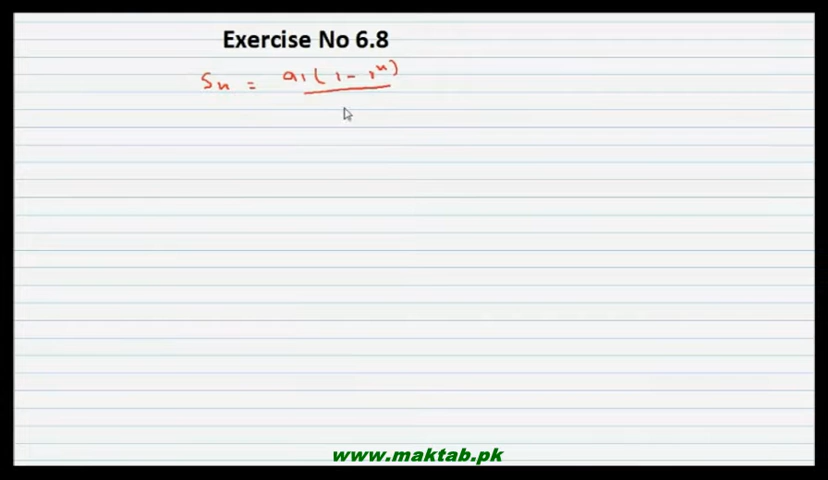 Exercise No 6.8
Sn = a1(1-r^n)
www.maktab.pk